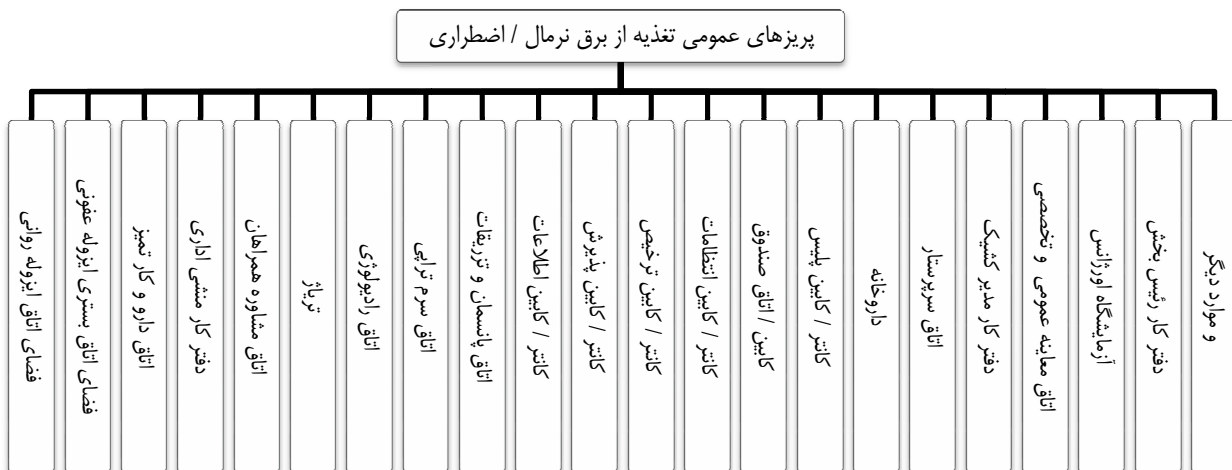 پریزهای عمومی تغذیه از برق نرمال / اضطراری
و موارد دیگر
دفتر کار رئیس بخش
آزمایشگاه اورژانس
اتاق معاینه عمومی و تخصصی
دفتر کار مدیر کشیک
اتاق سرپرستار
داروخانه
کانتر / کابین پلیس
کابین / اتاق صندوق
کانتر / کابین انتظامات
کانتر / کابین ترخیص
کانتر / کابین پذیرش
کانتر / کابین اطلاعات
اتاق پانسمان و تزریقات
اتاق سرم تراپی
اتاق رادیولوژی
تریاژ
اتاق مشاوره همراهان
دفتر کار منشی اداری
اتاق دارو و کار تمیز
فضای اتاق بستری ایزوله عفونی
فضای اتاق ایزوله روانی